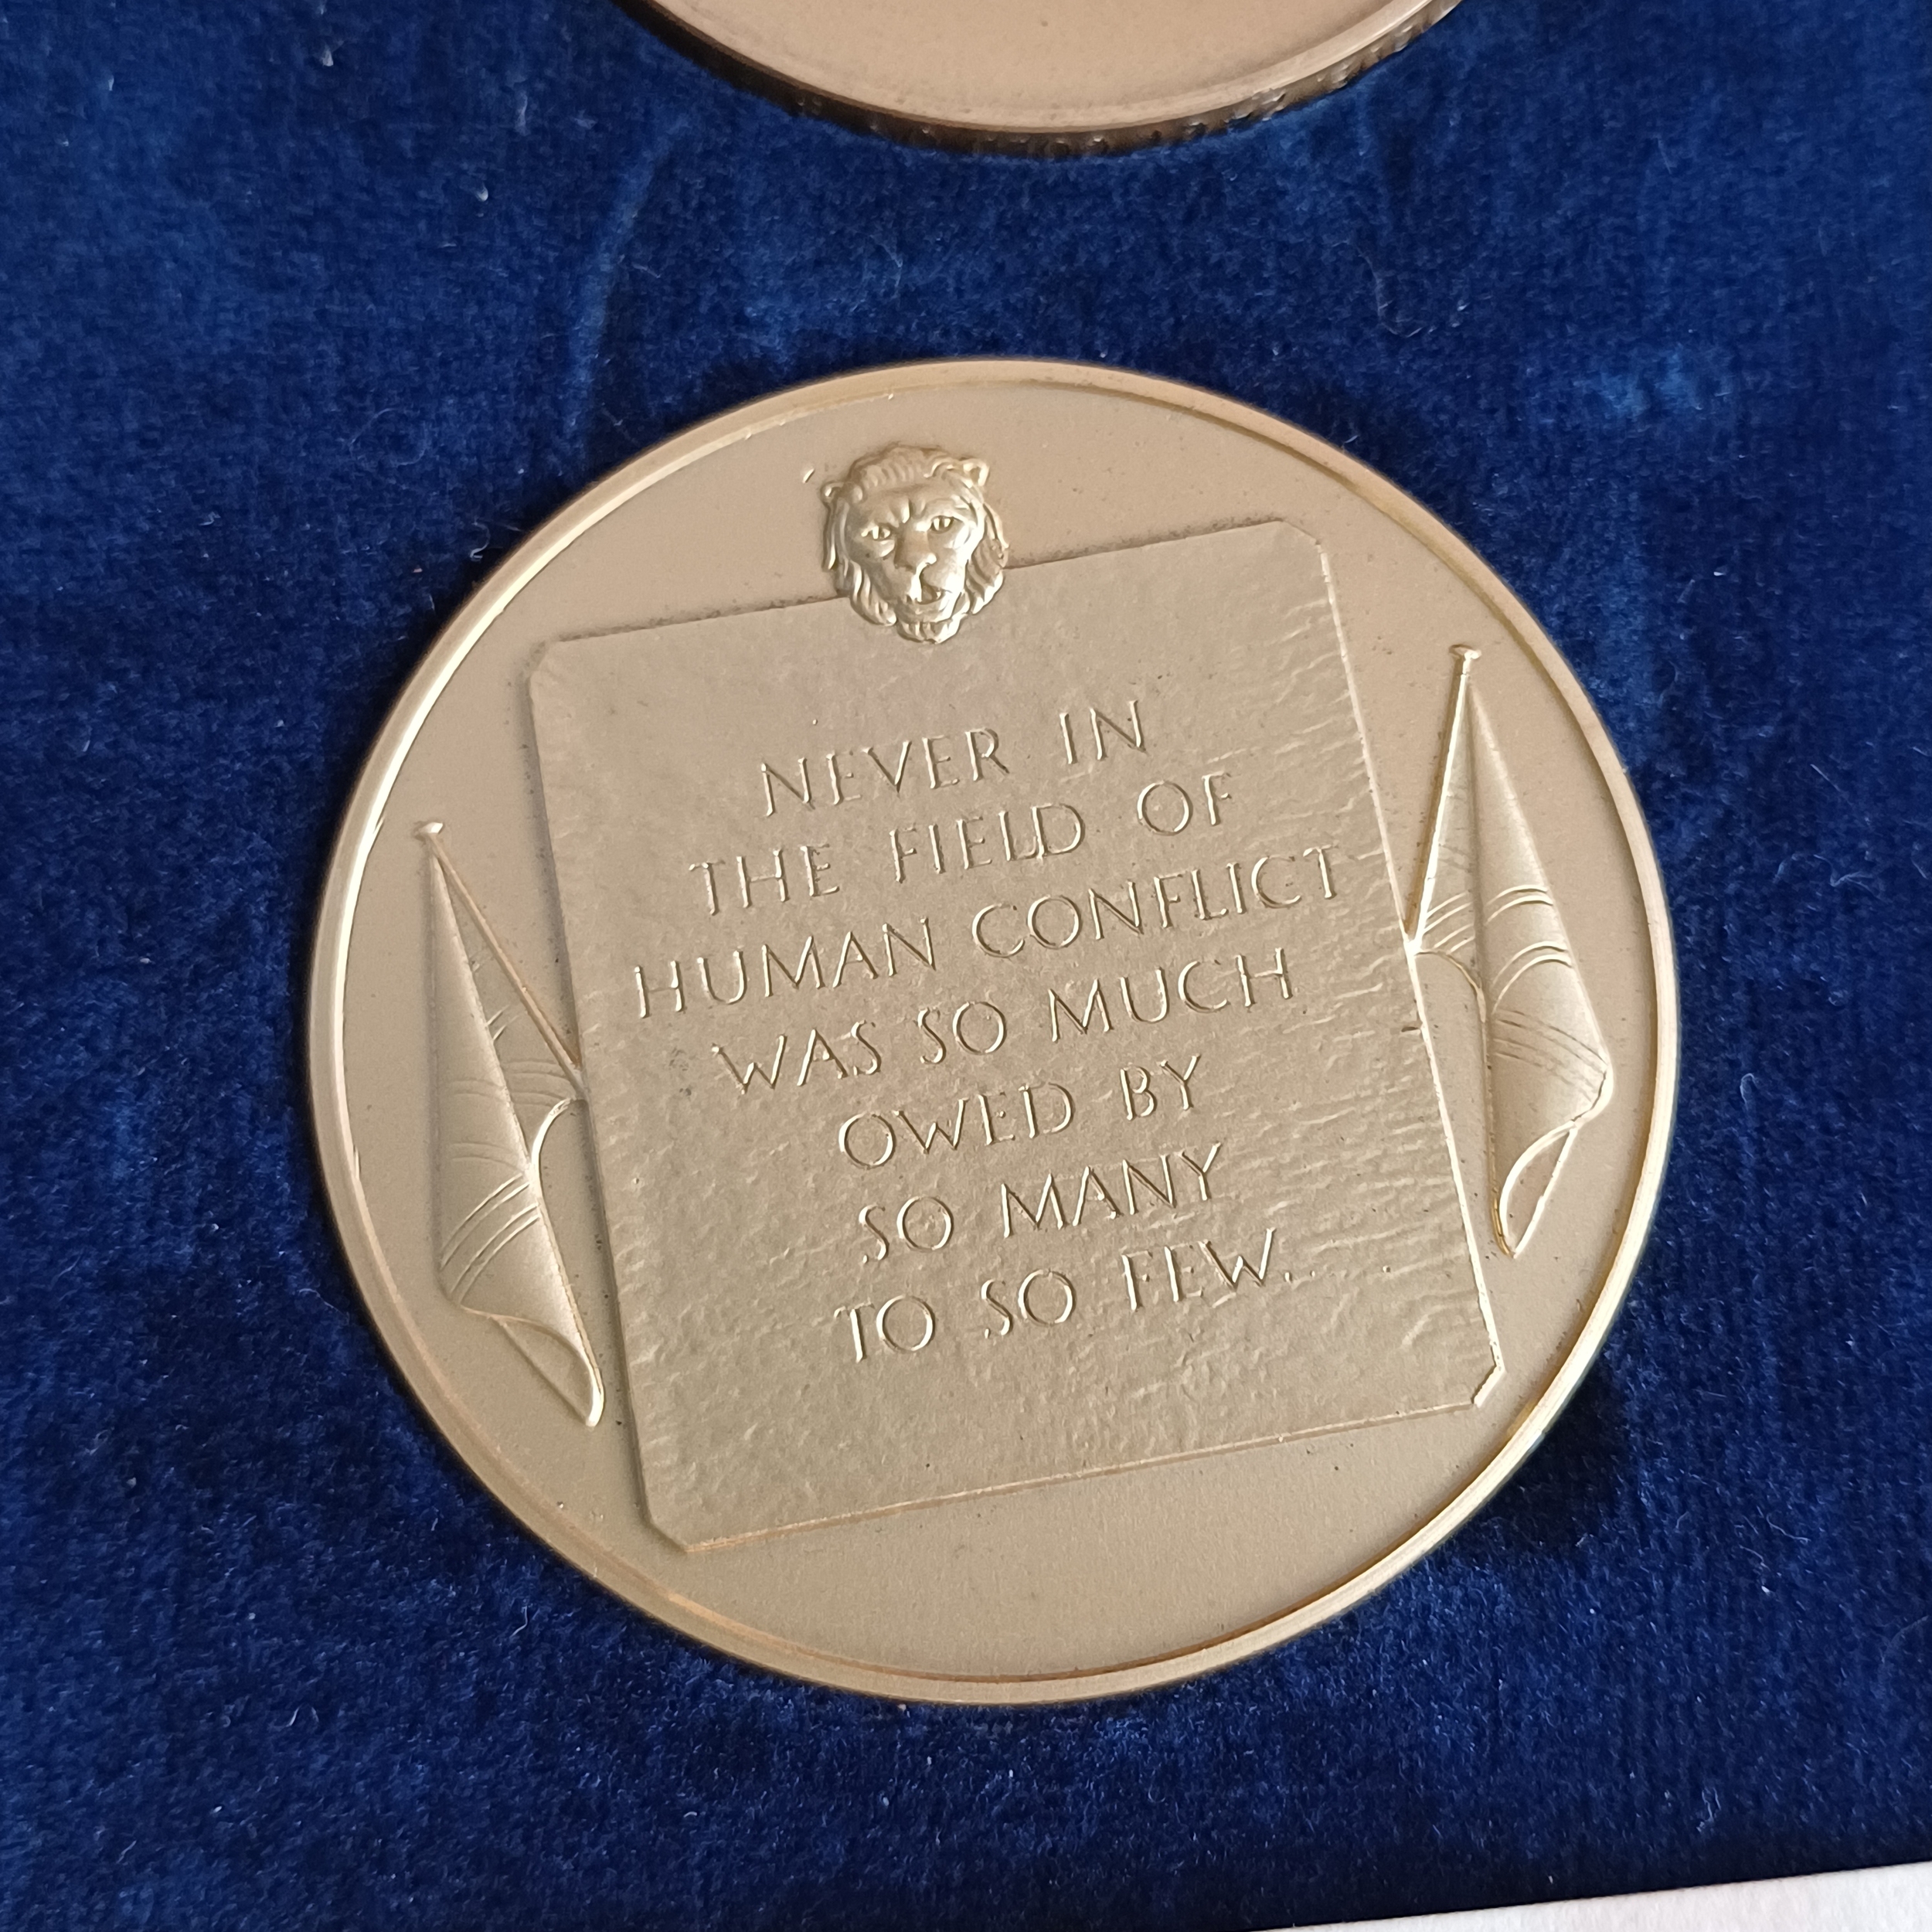 NEVER IN
THE FIELD OF
HUMAN CONFLICT
WAS SO MUCH
OWED BY
SO MANY
TO SO FEW....